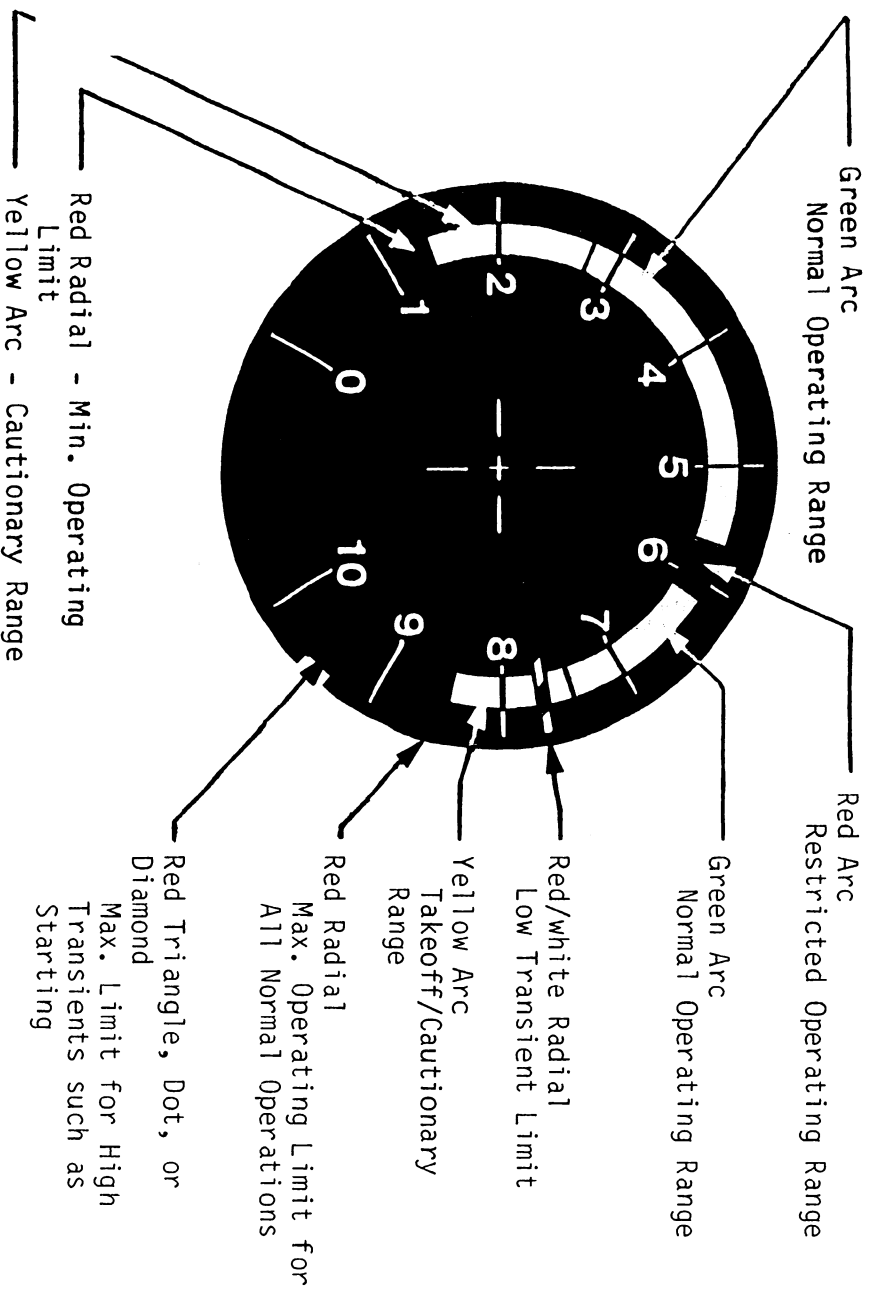 Green Arc
Normal Operating Range
Red Arc
Restricted Operating Range
Green Arc
Normal Operating Range
Red/white Radial
Low Transient Limit
Yellow Arc
Takeoff/Cautionary
Range
Red Radial
Max. Operating Limit for
All Normal Operations
Red Triangle, Dot, or
Diamond
Max. Limit for High
Transients such as
Starting
Red Radial - Min. Operating
Limit
Yellow Arc - Cautionary Range
0
1
2
3
4
5
6
7
8
9
10